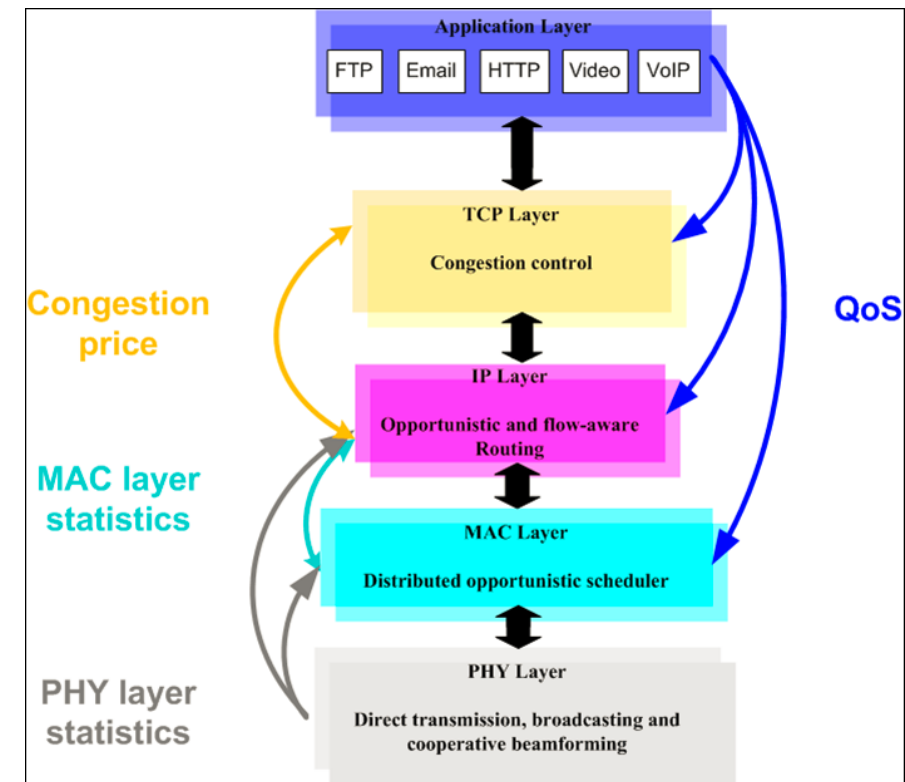 Application Layer
FTP
Email
HTTP
Video
VoIP
TCP Layer
Congestion control
Congestion
price
QoS
IP Layer
Opportunistic and flow-aware
Routing
MAC layer
statistics
MAC Layer
Distributed opportunistic scheduler
PHY layer
statistics
PHY Layer
Direct transmission, broadcasting and
cooperative beamforming